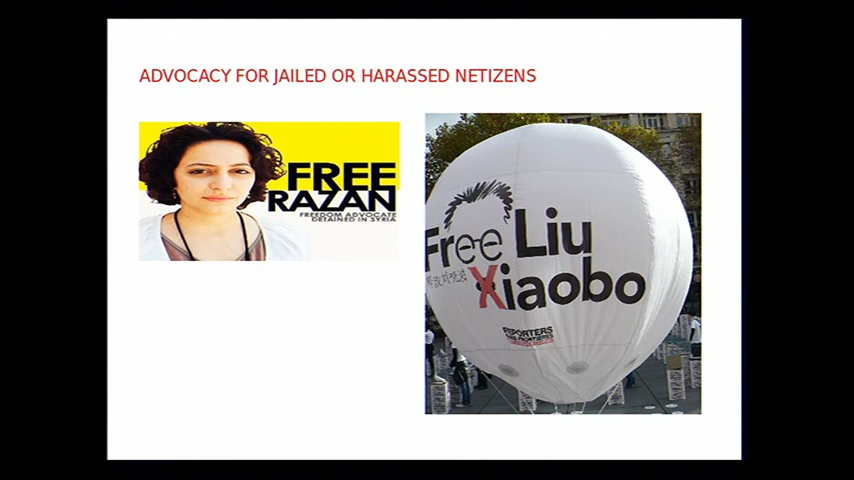 ADVOCACY FOR JAILED OR HARASSED NETIZENS
FREE
RAZAN
FREEDOM ADVOCATE
DETAINED IN SYRIA
Free Liu
Xiaobo
REPORTERS